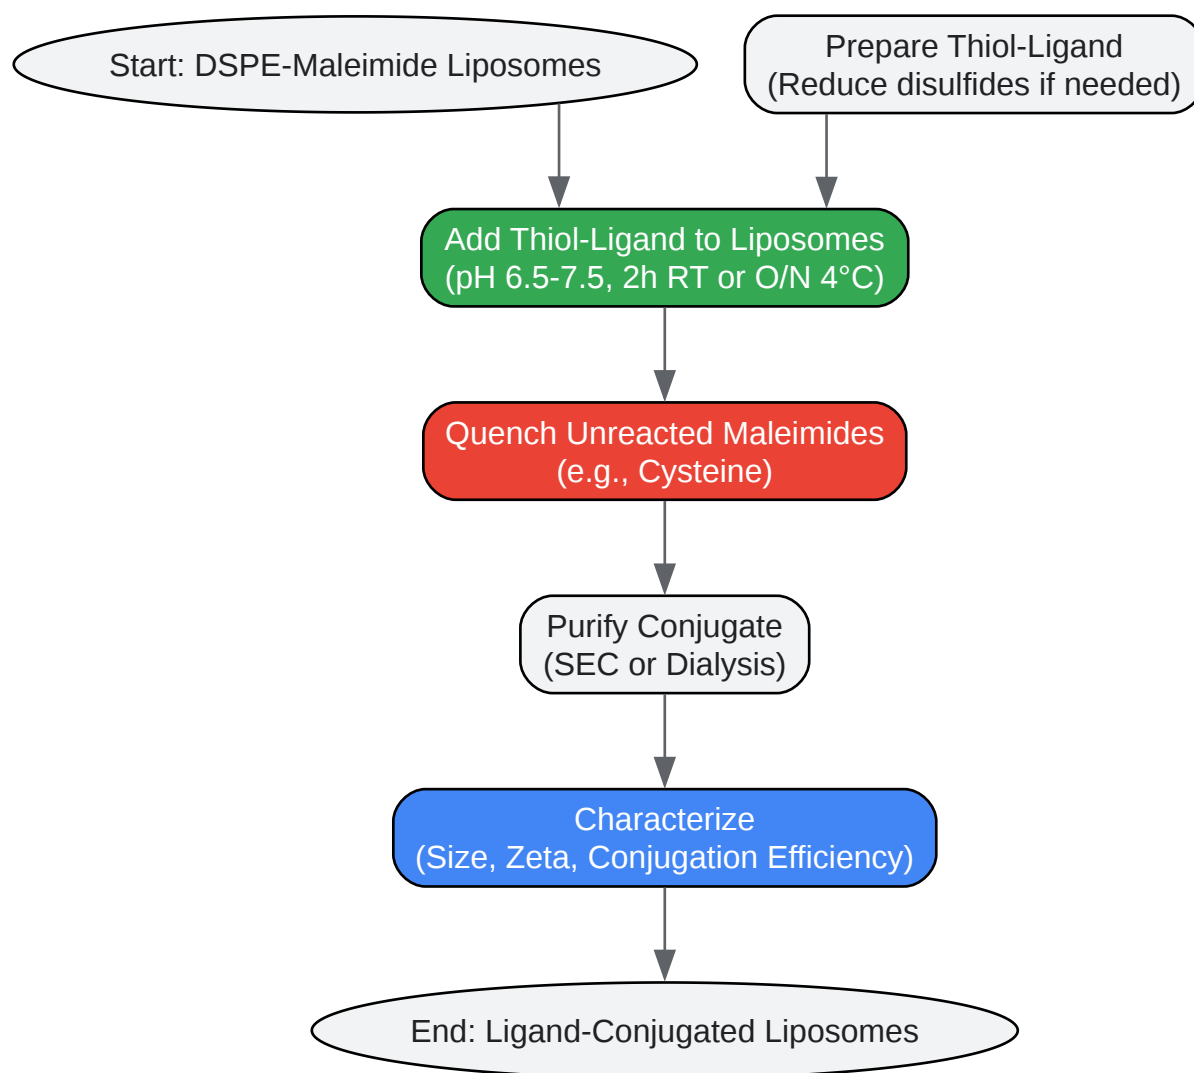 Start: DSPE-Maleimide Liposomes
Prepare Thiol-Ligand
(Reduce disulfides if needed)
Add Thiol-Ligand to Liposomes
(pH 6.5-7.5, 2h RT or O/N 4°C)
Quench Unreacted Maleimides
(e.g., Cysteine)
Purify Conjugate
(SEC or Dialysis)
Characterize
(Size, Zeta, Conjugation Efficiency)
End: Ligand-Conjugated Liposomes